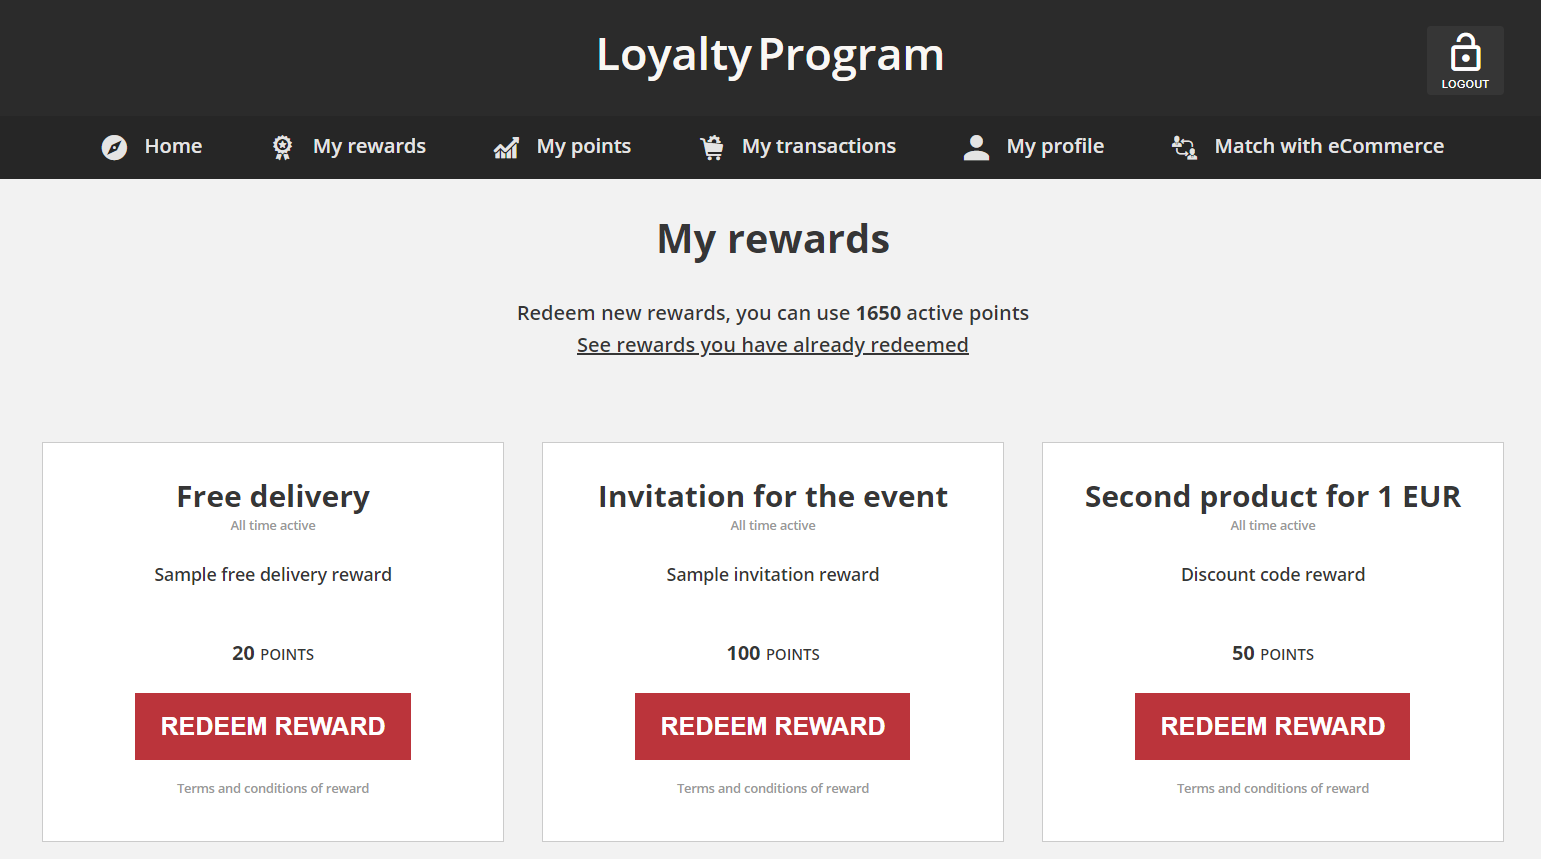 Loyalty Program
LOGOUT
Home My rewards My points My transactions My profile Match with eCommerce
My rewards
Redeem new rewards, you can use 1650 active points
See rewards you have already redeemed
Free delivery
All time active
Sample free delivery reward
20 POINTS
REDEEM REWARD
Terms and conditions of reward
Invitation for the event
All time active
Sample invitation reward
100 POINTS
REDEEM REWARD
Terms and conditions of reward
Second product for 1 EUR
All time active
Discount code reward
50 POINTS
REDEEM REWARD
Terms and conditions of reward